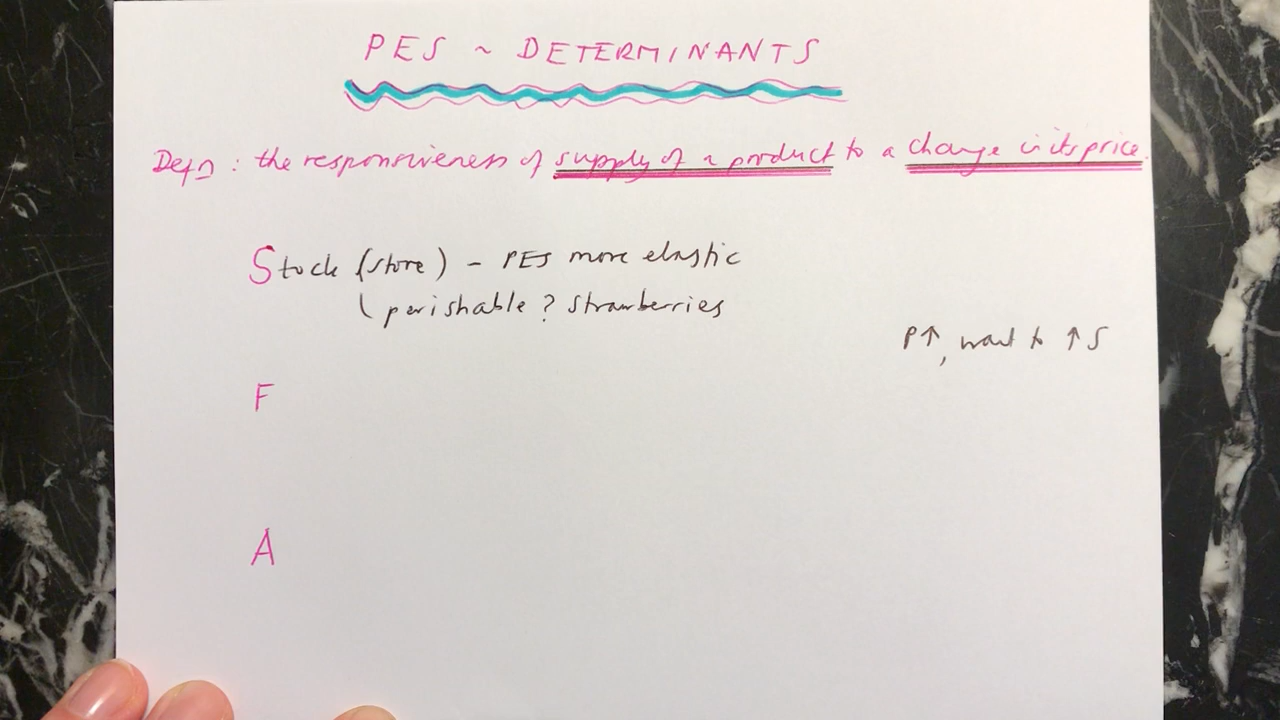 PES ~ DETERMINANTS
Defn : the responsiveness of supply of a product to a change in its price.
Stock (store) - PES more elastic
( perishable ? strawberries
P↑, want to ↑ S
F
A